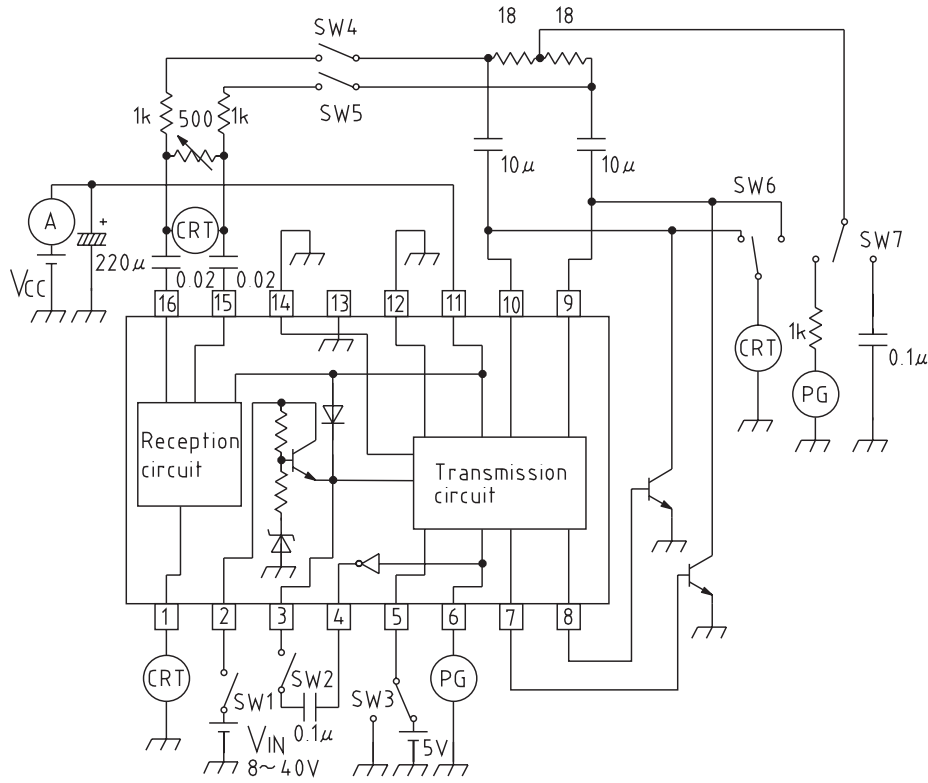 18 18
SW4
1k 500 1k
SW5
10μ 10μ
SW6
A + CRT
SW7
220μ
VCC
0.02 0.02
16 15 14 13 12 11 10 9
1k
CRT
0.1μ
PG
Reception
circuit
Transmission
circuit
1 2 3 4 5 6 7 8
CRT SW1 SW2 SW3 PG
0.1μ
VIN
8～40V
5V